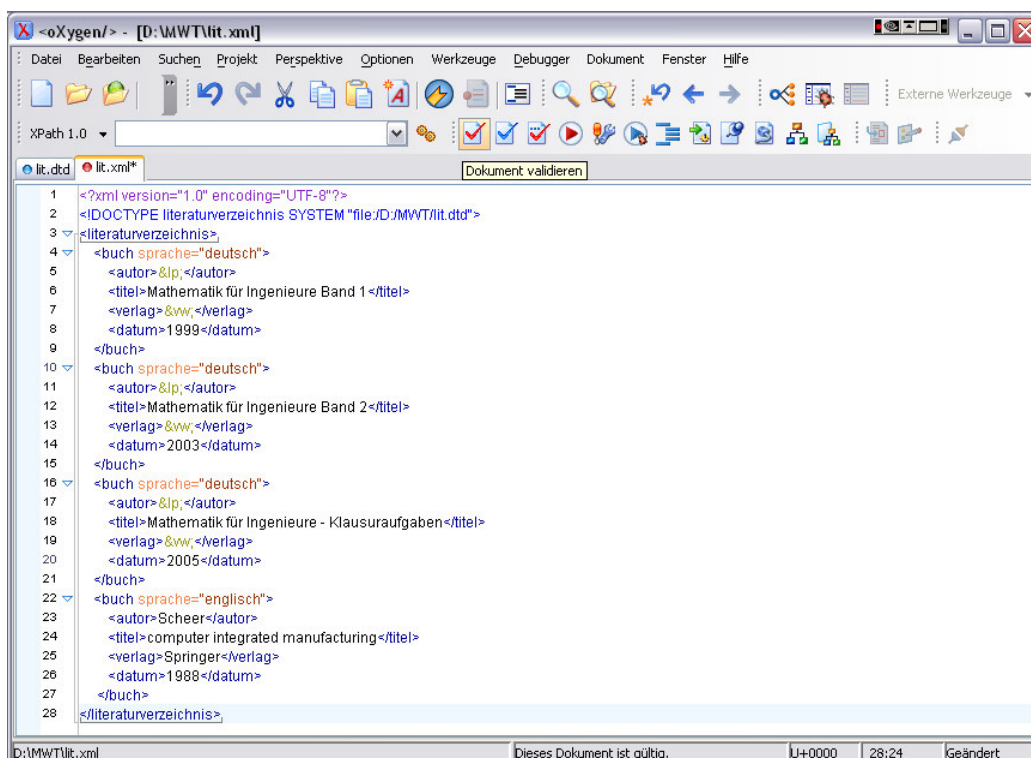 <oXygen/> - [D:\MWT\lit.xml]
Datei Bearbeiten Suchen Projekt Perspektive Optionen Werkzeuge Debugger Dokument Fenster Hilfe
Externe Werkzeuge
XPath 1.0
lit.dtd lit.xml*
Dokument validieren
1 <?xml version="1.0" encoding="UTF-8"?>
2 <!DOCTYPE literaturverzeichnis SYSTEM "file:/D:/MWT/lit.dtd">
3 <literaturverzeichnis>
4 <buch sprache="deutsch">
5 <autor>&lp;</autor>
6 <titel>Mathematik für Ingenieure Band 1</titel>
7 <verlag>&vw;</verlag>
8 <datum>1999</datum>
9 </buch>
10 <buch sprache="deutsch">
11 <autor>&lp;</autor>
12 <titel>Mathematik für Ingenieure Band 2</titel>
13 <verlag>&vw;</verlag>
14 <datum>2003</datum>
15 </buch>
16 <buch sprache="deutsch">
17 <autor>&lp;</autor>
18 <titel>Mathematik für Ingenieure - Klausuraufgaben</titel>
19 <verlag>&vw;</verlag>
20 <datum>2005</datum>
21 </buch>
22 <buch sprache="englisch">
23 <autor>Scheer</autor>
24 <titel>computer integrated manufacturing</titel>
25 <verlag>Springer</verlag>
26 <datum>1988</datum>
27 </buch>
28 </literaturverzeichnis>
D:\MWT\lit.xml Dieses Dokument ist gültig. U+0000 28:24 Geändert